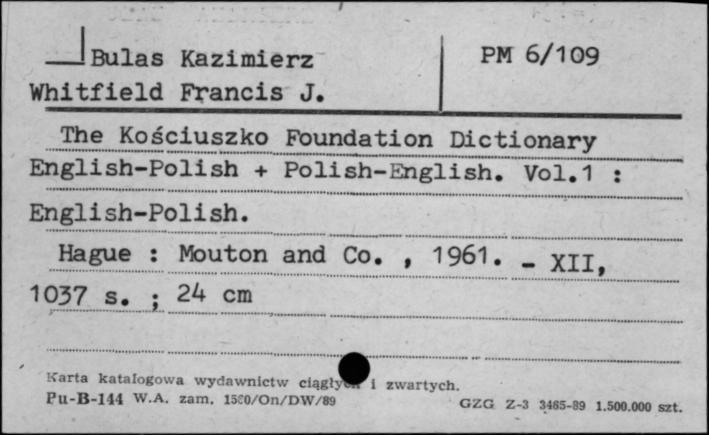 Bulas Kazimierz
PM 6/109
Whitfield Francis J.
The Kościuszko Foundation Dictionary
English-Polish + Polish-English. Vol.1 :
English-Polish.
Hague : Mouton and Co. , 1961. - XII,
1037 s. ; 24 cm
Karta katalogowa wydawnictw ciągłych i zwartych.
Pu-B-144 W.A. zam. 1580/On/DW/89
GZG Z-3 3465-89 1.500.000 szt.